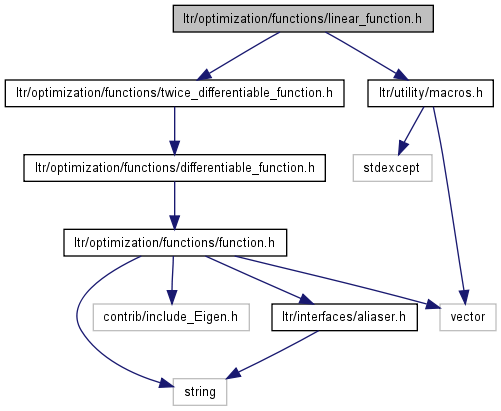 ltr/optimization/functions/linear_function.h
ltr/optimization/functions/twice_differentiable_function.h
ltr/utility/macros.h
ltr/optimization/functions/differentiable_function.h
stdexcept
ltr/optimization/functions/function.h
contrib/include_Eigen.h
ltr/interfaces/aliaser.h
vector
string